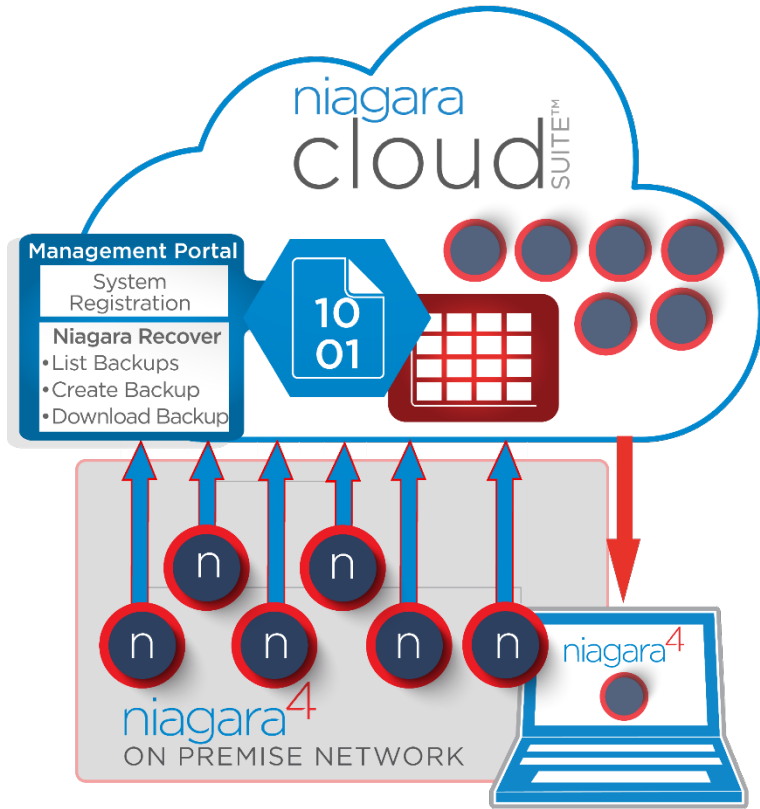 niagara
cloud
SUITE™
Management Portal
System
Registration
Niagara Recover
•List Backups
•Create Backup
•Download Backup
10
01
n
n
n
n
n
n
niagara4
niagara4
ON PREMISE NETWORK